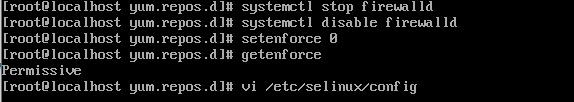 [root@localhost yum.repos.d]# systemctl stop firewalld
[root@localhost yum.repos.d]# systemctl disable firewalld
[root@localhost yum.repos.d]# setenforce 0
[root@localhost yum.repos.d]# getenforce
Permissive
[root@localhost yum.repos.d]# vi /etc/selinux/config